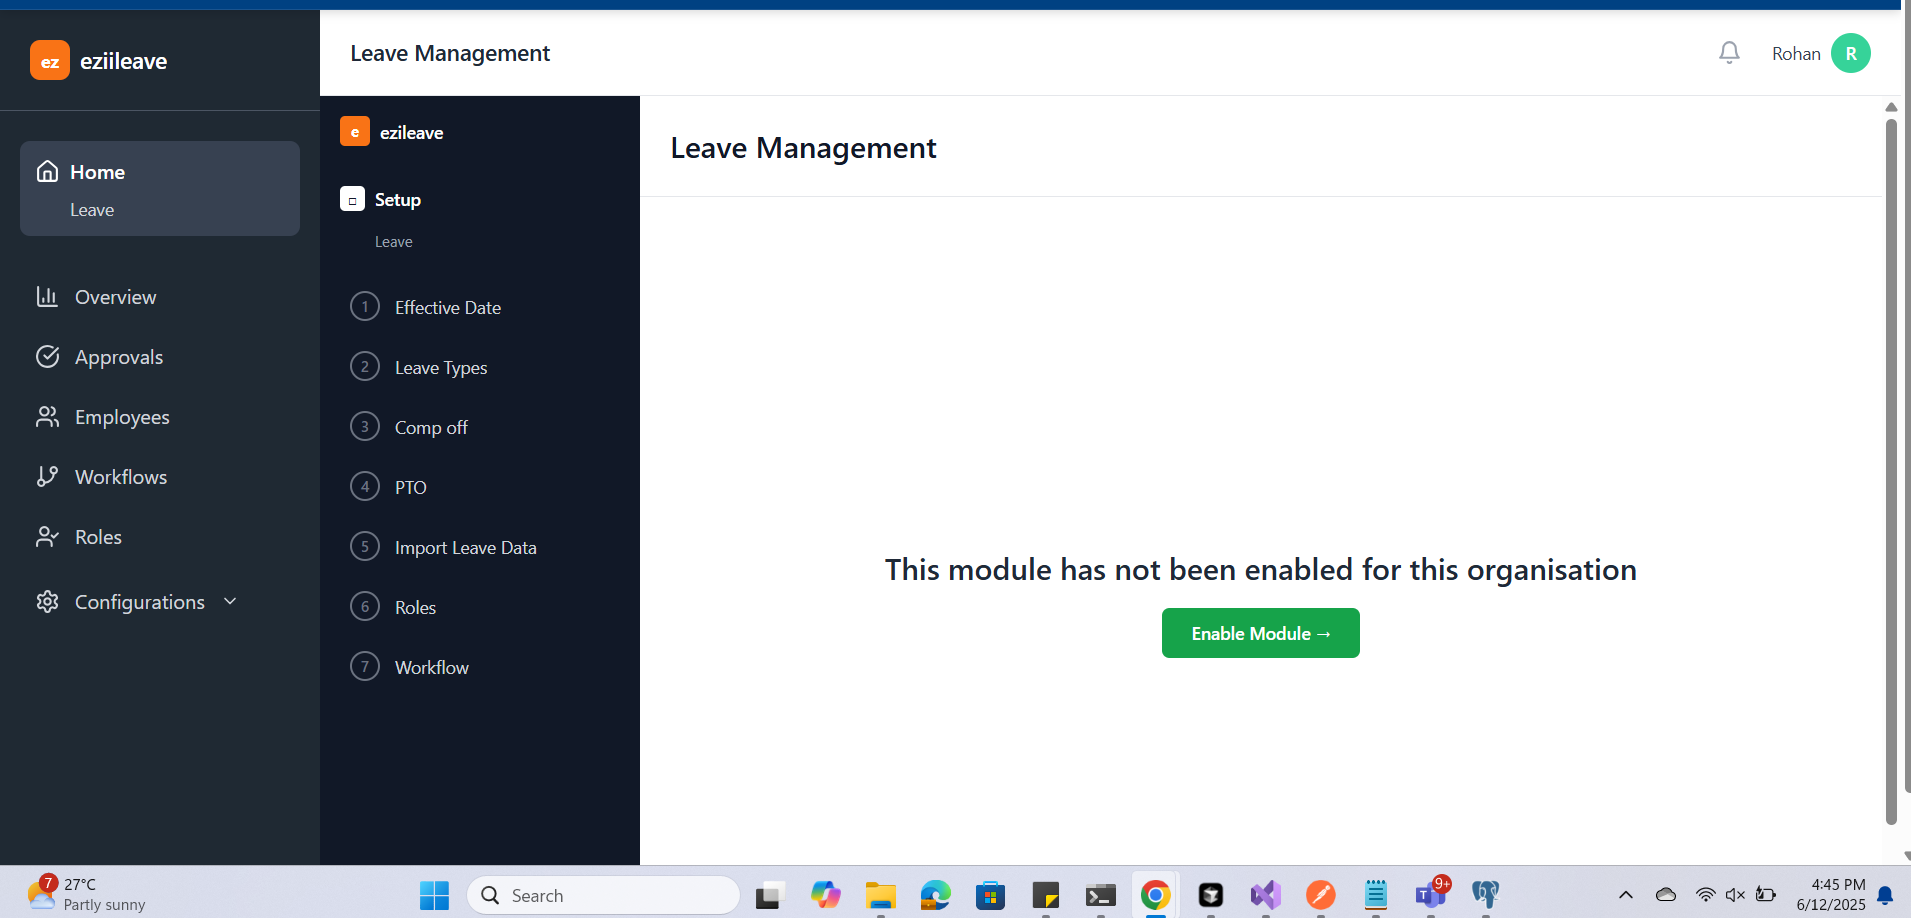 ez eziileave
Home
Leave
Overview
Approvals
Employees
Workflows
Roles
Configurations
Leave Management
Rohan R
e ezileave
Setup
Leave
1 Effective Date
2 Leave Types
3 Comp off
4 PTO
5 Import Leave Data
6 Roles
7 Workflow
Leave Management
This module has not been enabled for this organisation
Enable Module →
7 27°C
Partly sunny
Search
9+
4:45 PM
6/12/2025